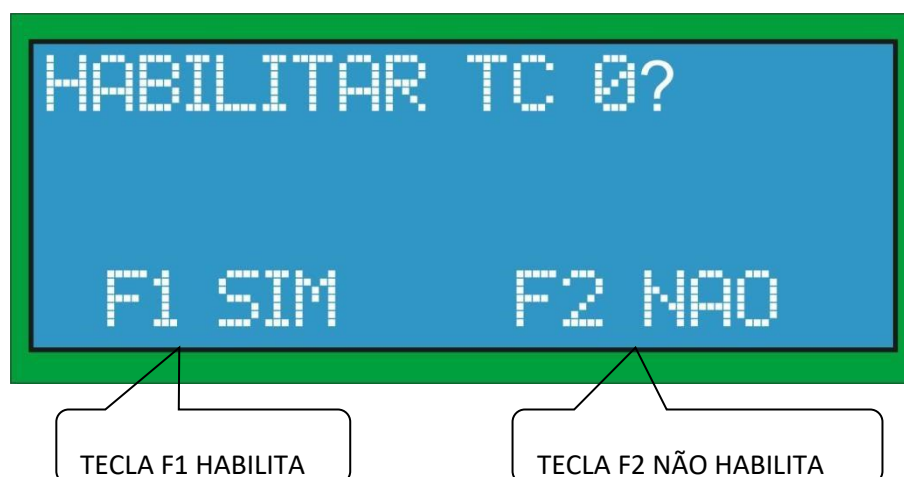 HABILITAR TC 0?
F1 SIM F2 NAO
TECLA F1 HABILITA TECLA F2 NÃO HABILITA